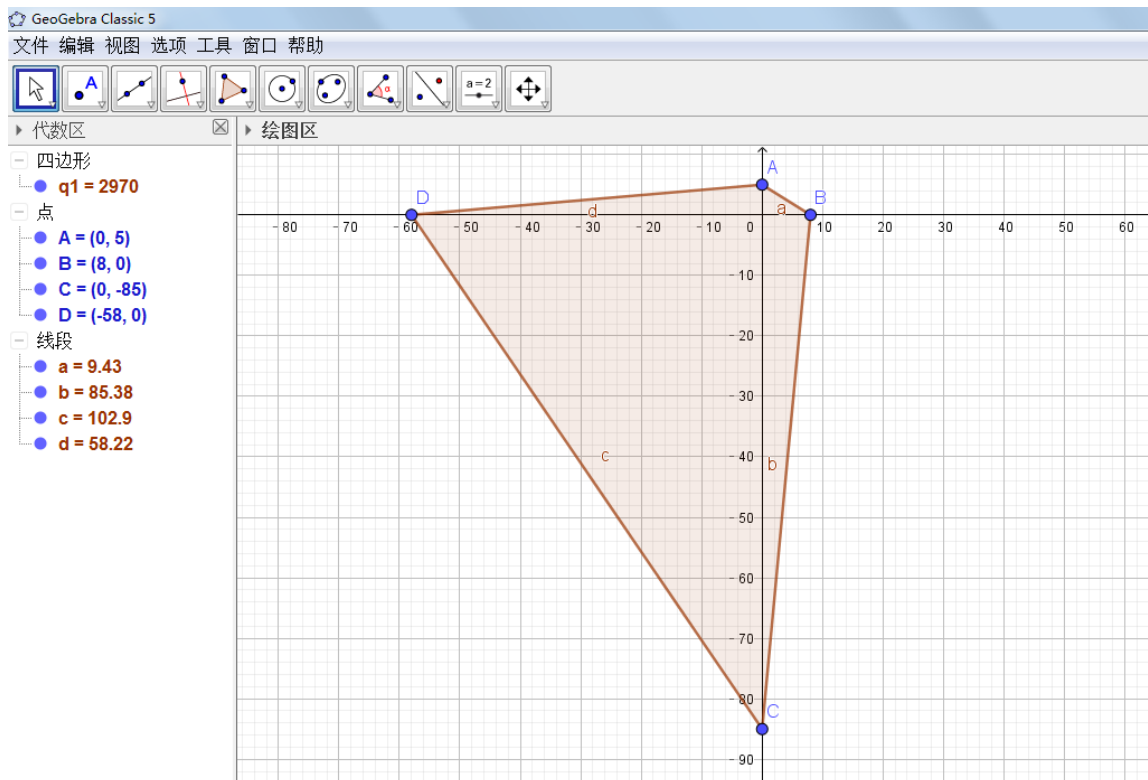 GeoGebra Classic 5
文件 编辑 视图 选项 工具 窗口 帮助
A α a = 2
代数区
绘图区
四边形
q1 = 2970
点
A = (0, 5)
B = (8, 0)
C = (0, -85)
D = (-58, 0)
线段
a = 9.43
b = 85.38
c = 102.9
d = 58.22
A
D B
d a
-80 -70 -60 -50 -40 -30 -20 -10 0 10 20 30 40 50 60
-10
-20
-30
c -40 b
-50
-60
-70
-80
C
-90